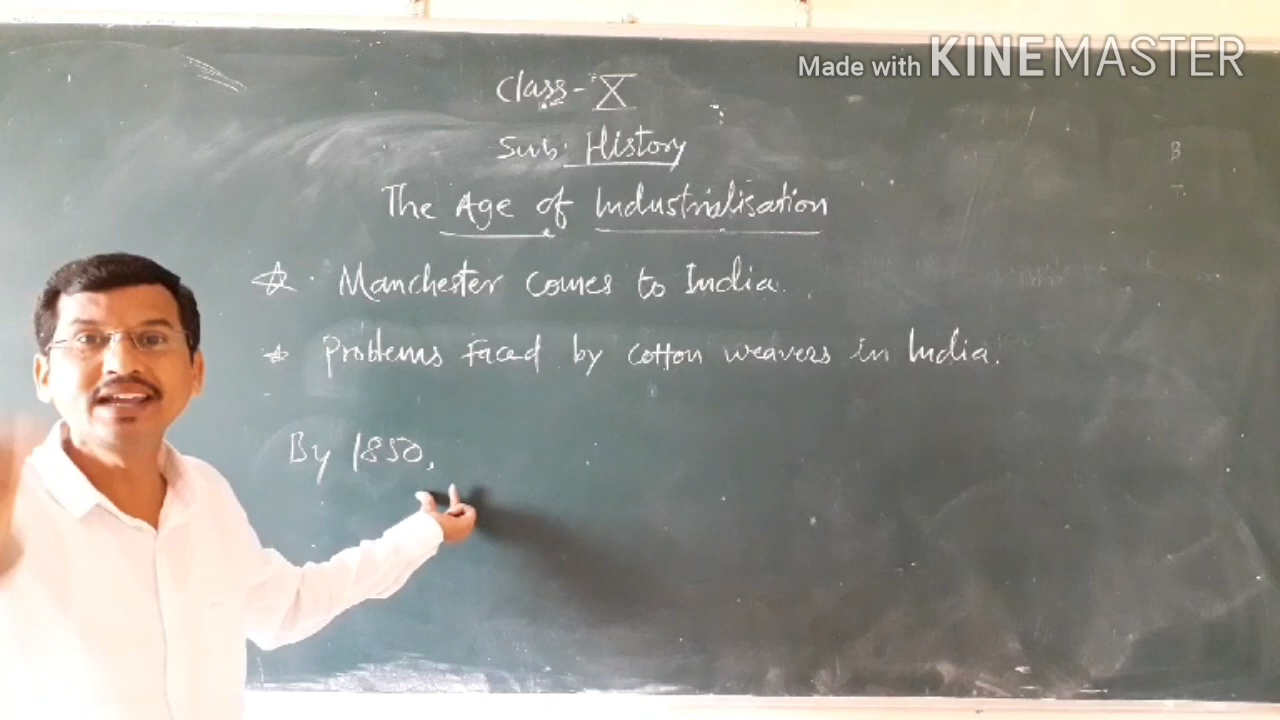 Made with KINEMASTER
Class - X
Sub: History
The Age of Industrialisation
☆. Manchester Comes to India.
☆ Problems Faced by cotton weavers in India.
By 1850,
B